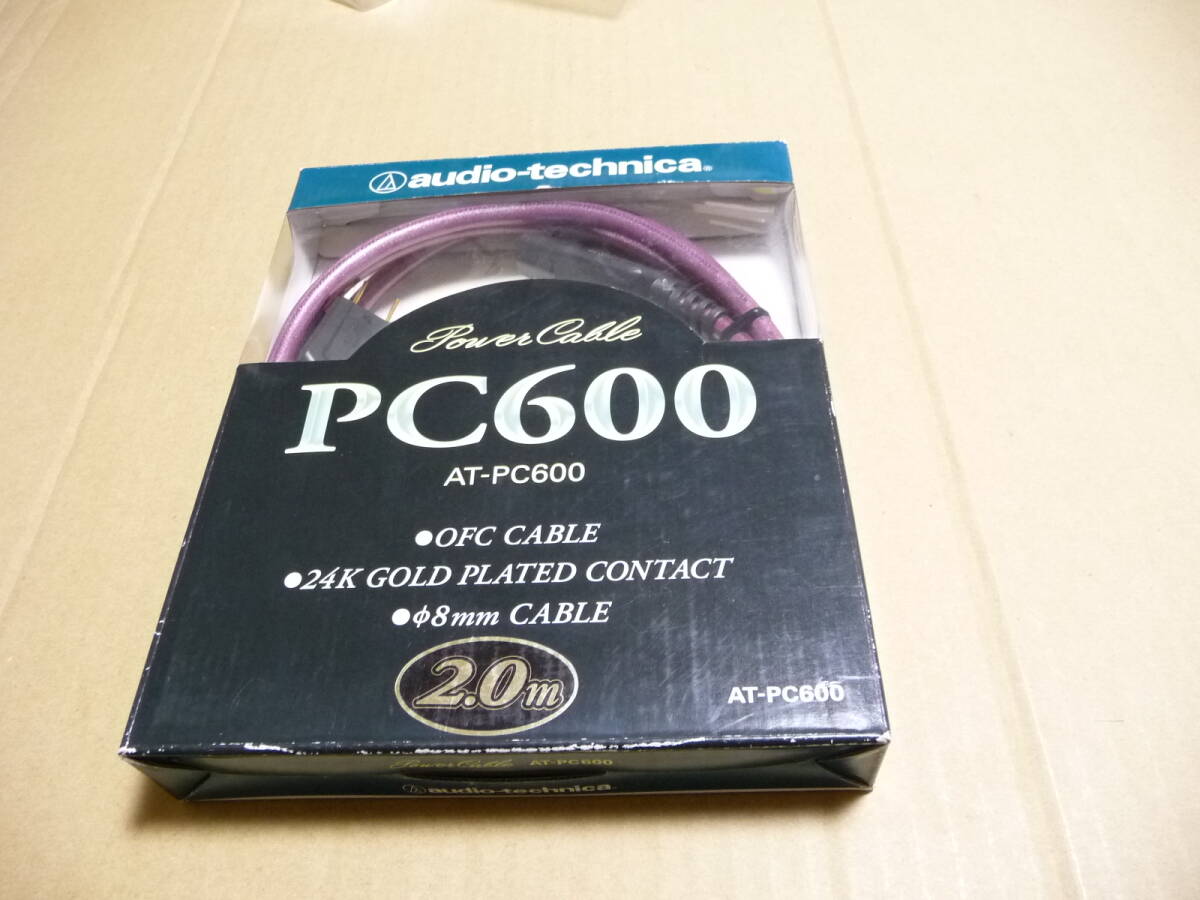 audio-technica®
Power Cable
PC600
AT-PC600
●OFC CABLE
●24K GOLD PLATED CONTACT
●φ8mm CABLE
2.0m
AT-PC600
Power Cable AT-PC600
audio-technica®